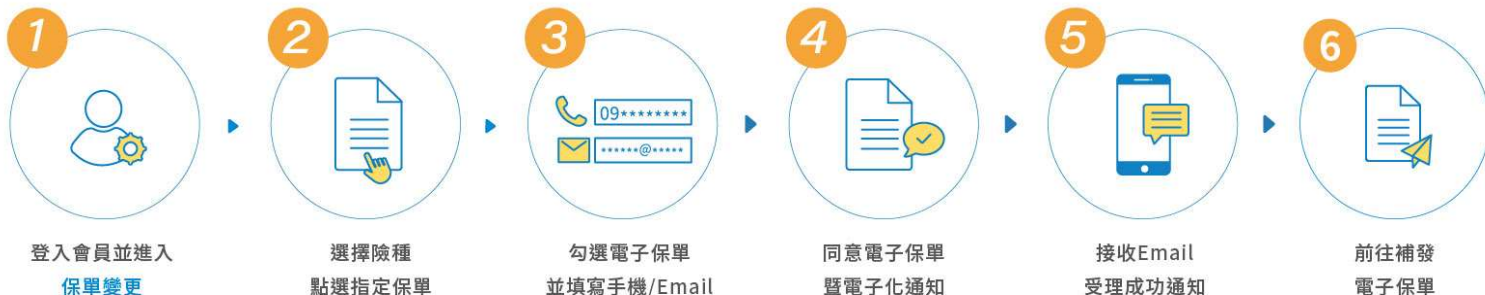 1
登入會員並進入
保單變更
2
選擇險種
點選指定保單
3
09********
******@*****
勾選電子保單
並填寫手機/Email
4
同意電子保單
暨電子化通知
5
接收Email
受理成功通知
6
前往補發
電子保單